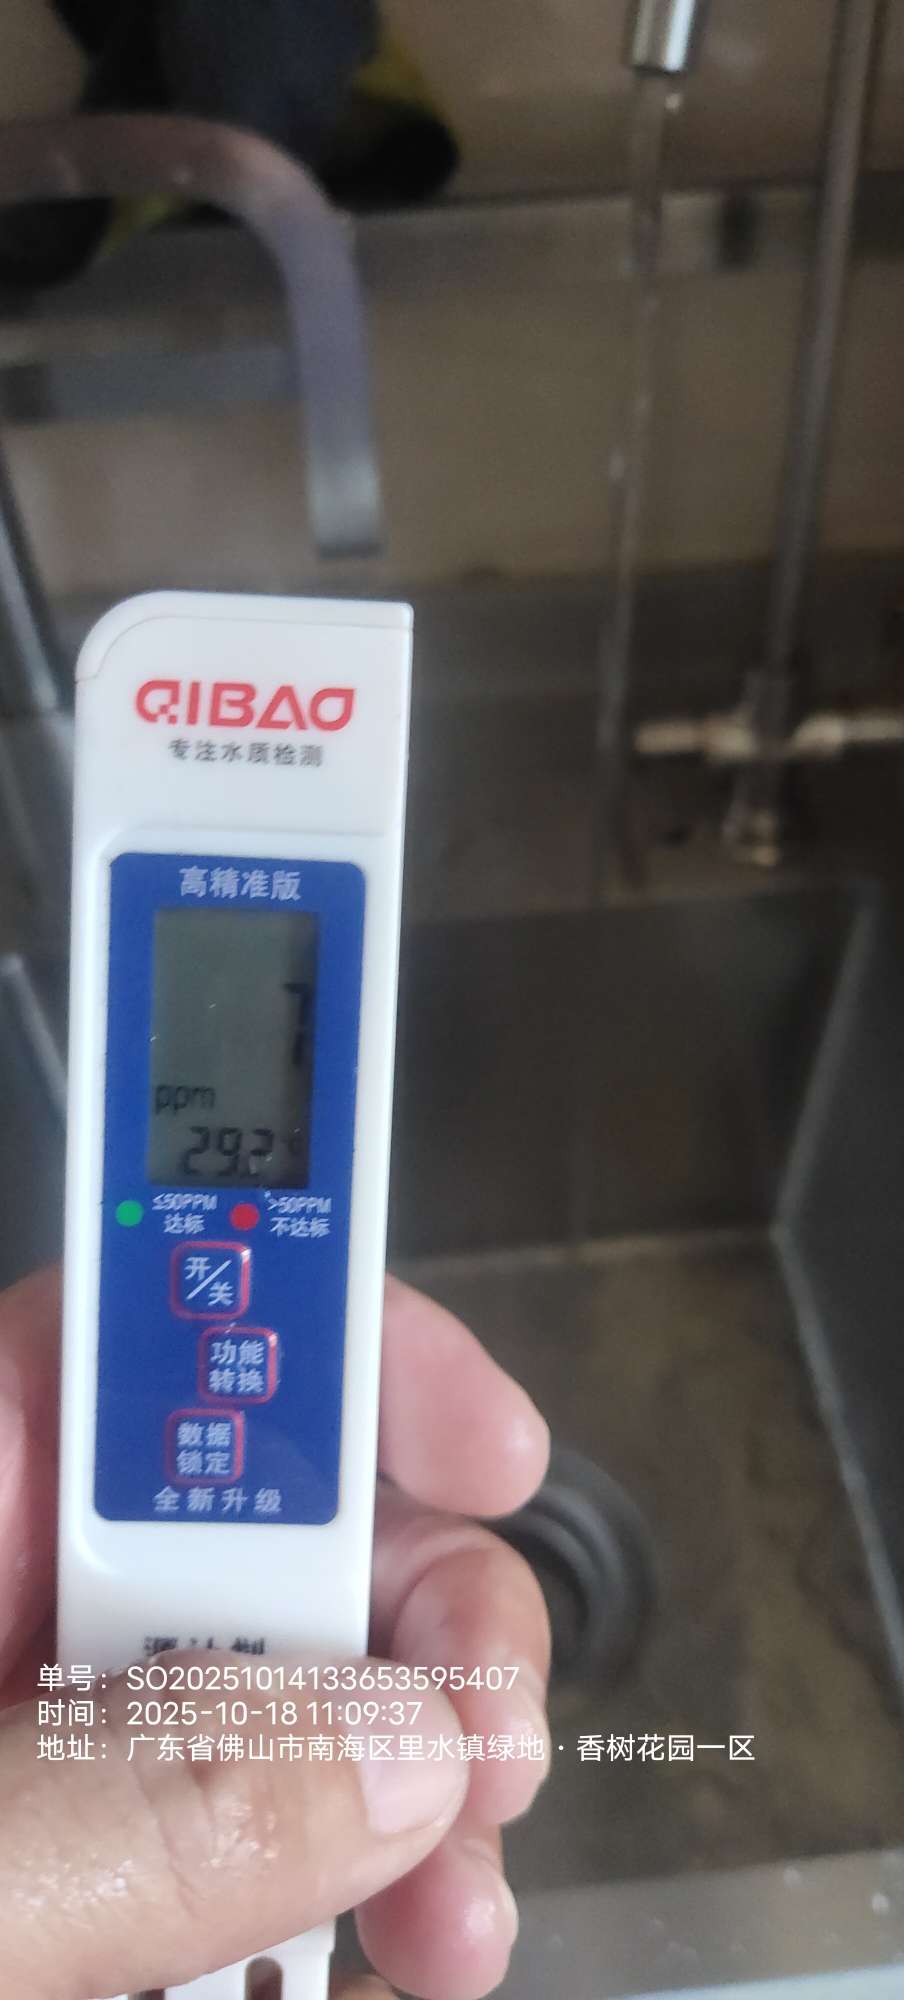 QIBAO
专注水质检测
高精准版
7
ppm
29.2°
≤50PPM
达标
>50PPM
不达标
开/关
功能
转换
数据
锁定
全新升级
单号：SO20251014133653595407
时间：2025-10-18 11:09:37
地址：广东省佛山市南海区里水镇绿地·香树花园一区